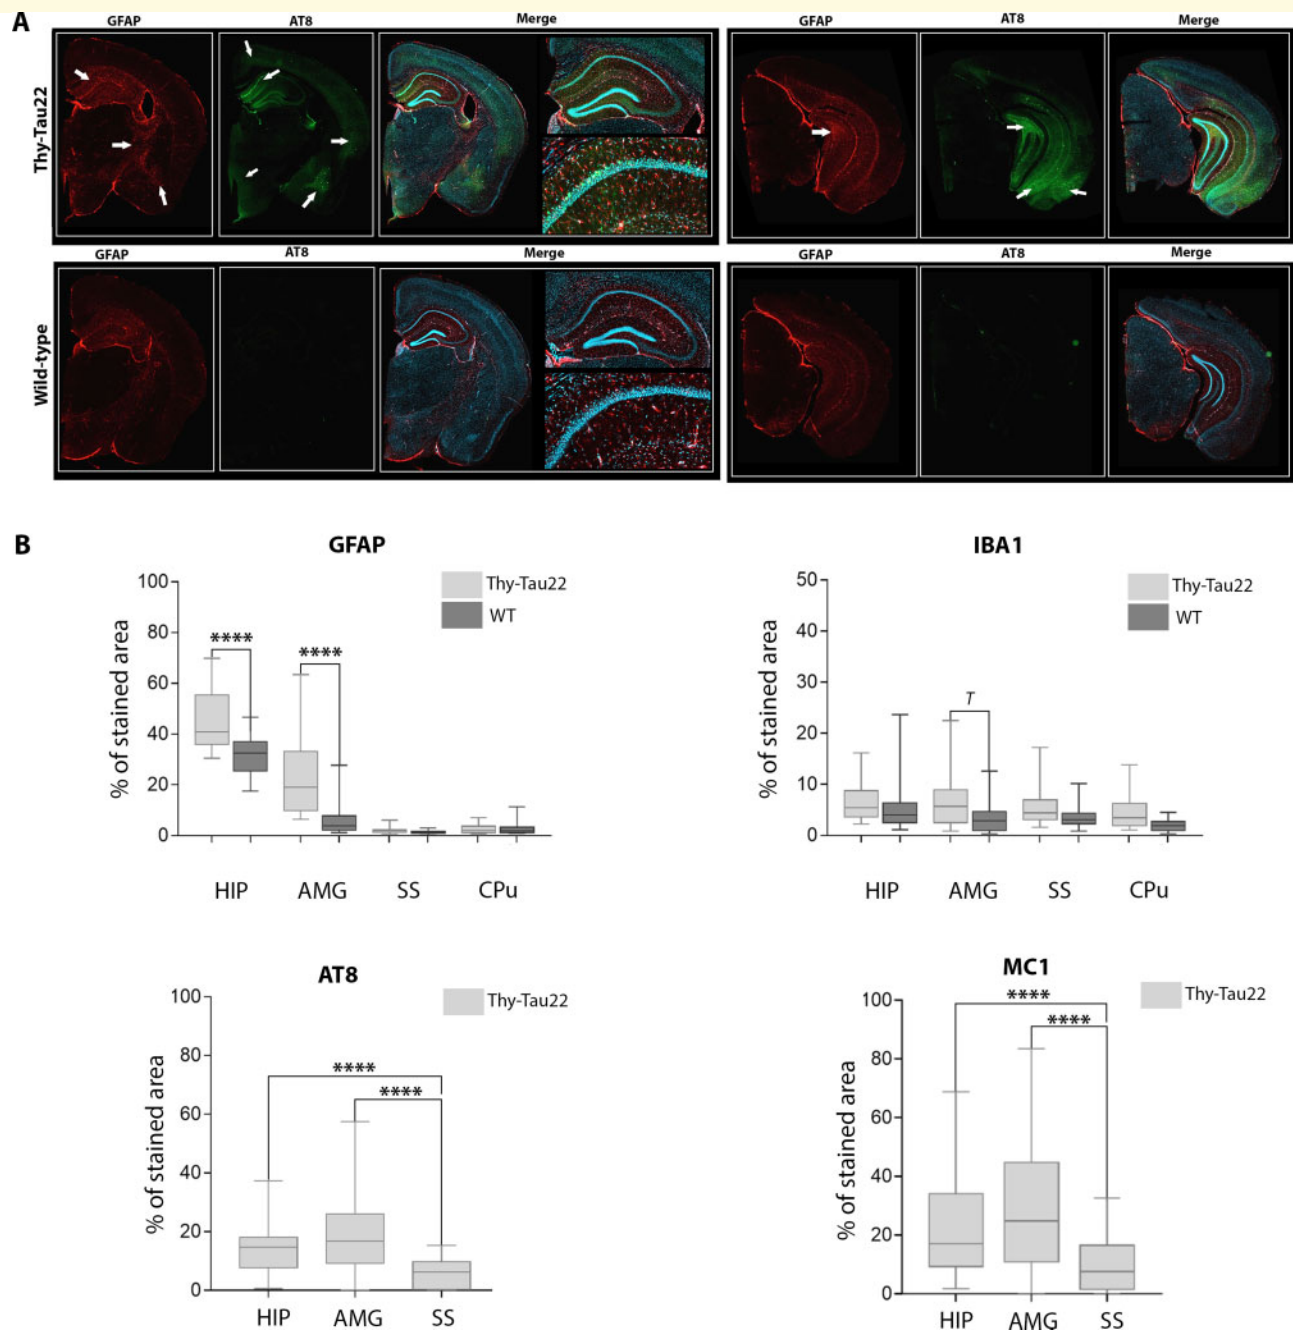 A
GFAP AT8 Merge GFAP AT8 Merge
Thy-Tau22
GFAP AT8 Merge GFAP AT8 Merge
Wild-type
B
GFAP
Thy-Tau22
WT
% of stained area
100
80
60
40
20
0
****
****
HIP AMG SS CPu
IBA1
Thy-Tau22
WT
% of stained area
50
40
30
20
10
0
T
HIP AMG SS CPu
AT8
Thy-Tau22
% of stained area
100
80
60
40
20
0
****
****
HIP AMG SS
MC1
Thy-Tau22
% of stained area
100
80
60
40
20
0
****
****
HIP AMG SS